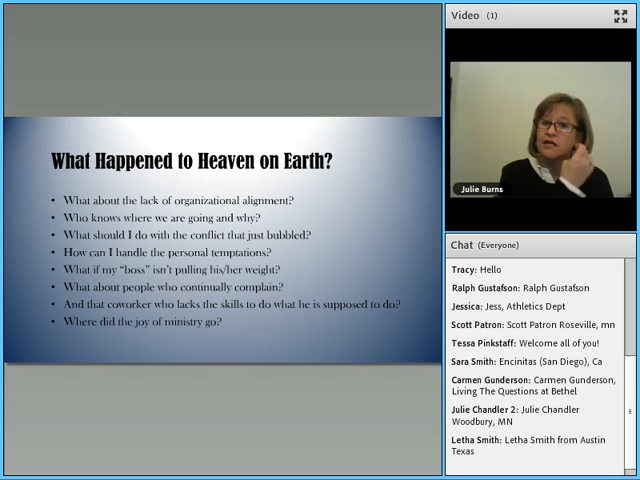 What Happened to Heaven on Earth?
• What about the lack of organizational alignment?
• Who knows where we are going and why?
• What should I do with the conflict that just bubbled?
• How can I handle the personal temptations?
• What if my “boss” isn’t pulling his/her weight?
• What about people who continually complain?
• And that coworker who lacks the skills to do what he is supposed to do?
• Where did the joy of ministry go?
Video (1)
Julie Burns
Chat (Everyone)
Tracy: Hello
Ralph Gustafson: Ralph Gustafson
Jessica: Jess, Athletics Dept
Scott Patron: Scott Patron Roseville, mn
Tessa Pinkstaff: Welcome all of you!
Sara Smith: Encinitas (San Diego), Ca
Carmen Gunderson: Carmen Gunderson,
Living The Questions at Bethel
Julie Chandler 2: Julie Chandler
Woodbury, MN
Letha Smith: Letha Smith from Austin
Texas